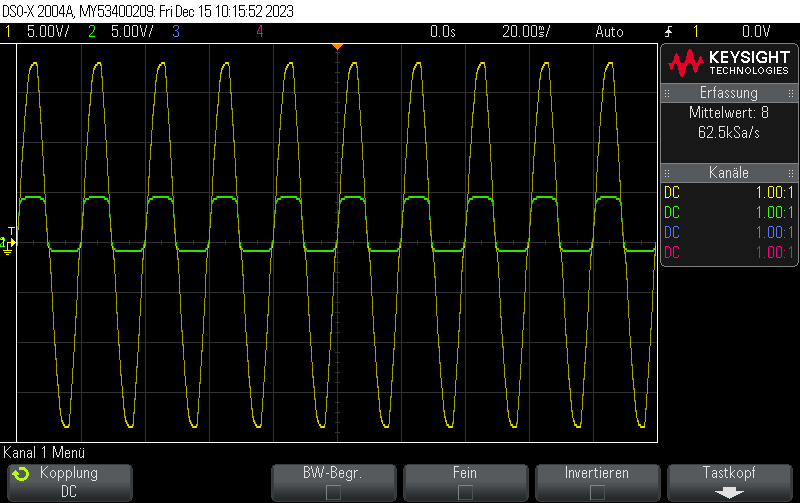 DSO-X 2004A, MY53400209: Fri Dec 15 10:15:52 2023
1 5.00V/ 2 5.00V/ 3 4 0.0s 20.00ms/ Auto 1 0.0V
KEYSIGHT
TECHNOLOGIES
Erfassung
Mittelwert: 8
62.5kSa/s
Kanäle
DC 1.00:1
DC 1.00:1
DC 1.00:1
DC 1.00:1
T
2
Kanal 1 Menü
Kopplung
DC
BW-Begr.
Fein
Invertieren
Tastkopf